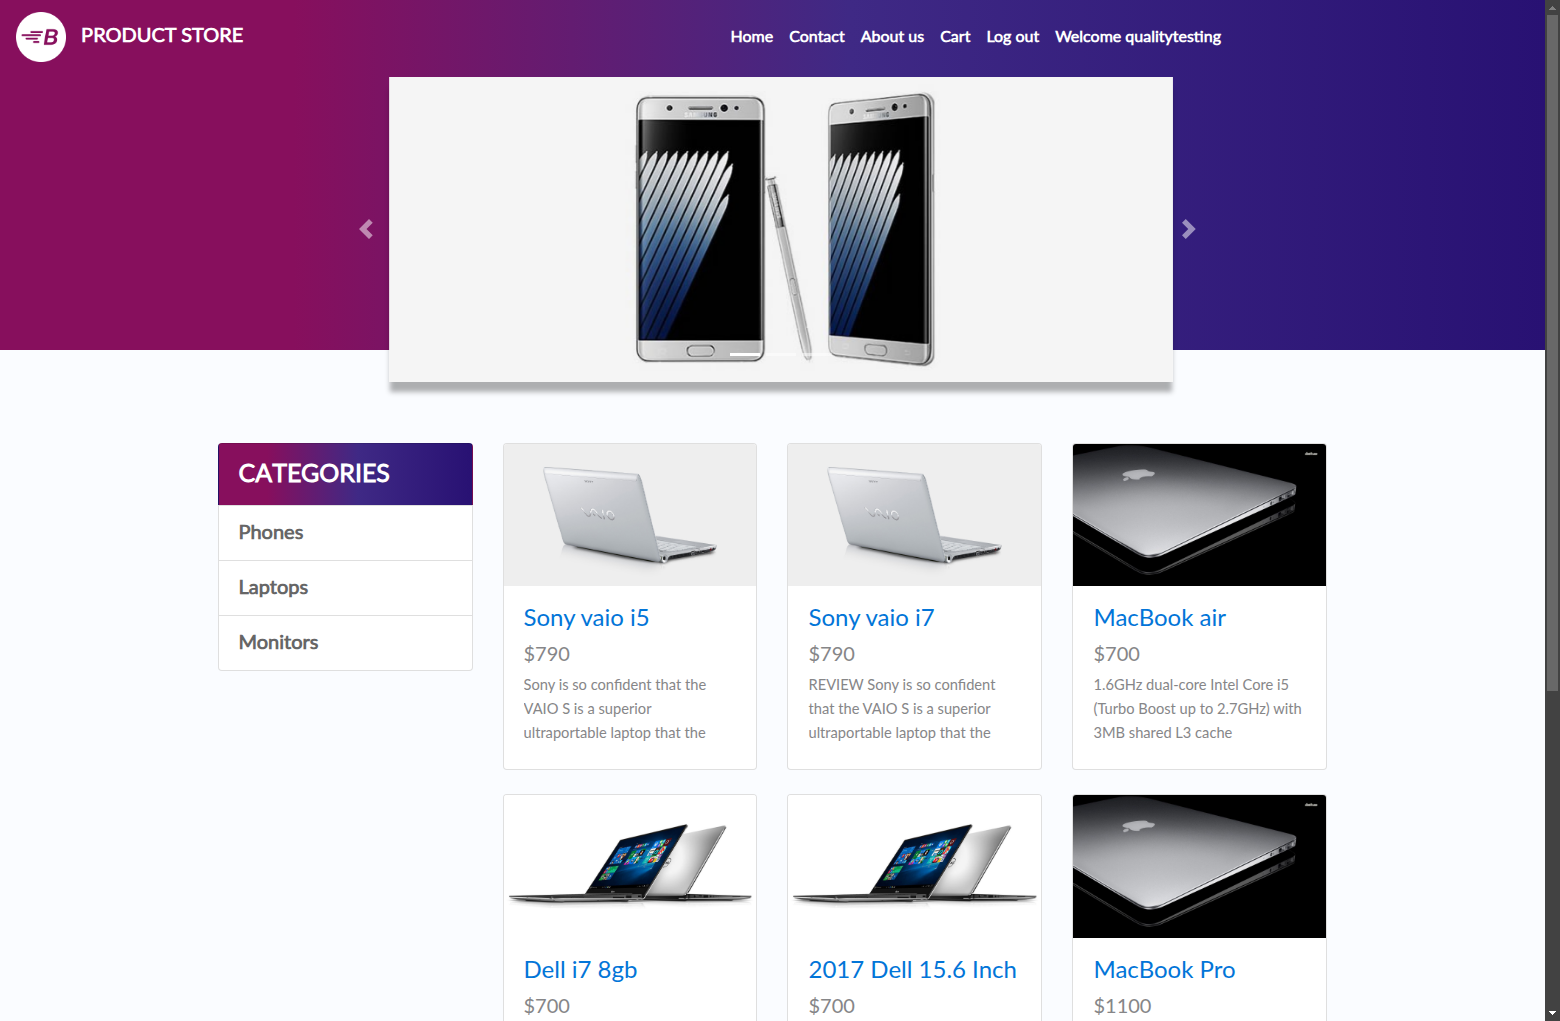 B PRODUCT STORE
Home Contact About us Cart Log out Welcome qualitytesting
SAMSUNG SAMSUNG
CATEGORIES
Phones
Laptops
Monitors
VAIO
Sony vaio i5
$790
Sony is so confident that the
VAIO S is a superior
ultraportable laptop that the
VAIO
Sony vaio i7
$790
REVIEW Sony is so confident
that the VAIO S is a superior
ultraportable laptop that the
MacBook air
$700
1.6GHz dual-core Intel Core i5
(Turbo Boost up to 2.7GHz) with
3MB shared L3 cache
Dell i7 8gb
$700
2017 Dell 15.6 Inch
$700
MacBook Pro
$1100